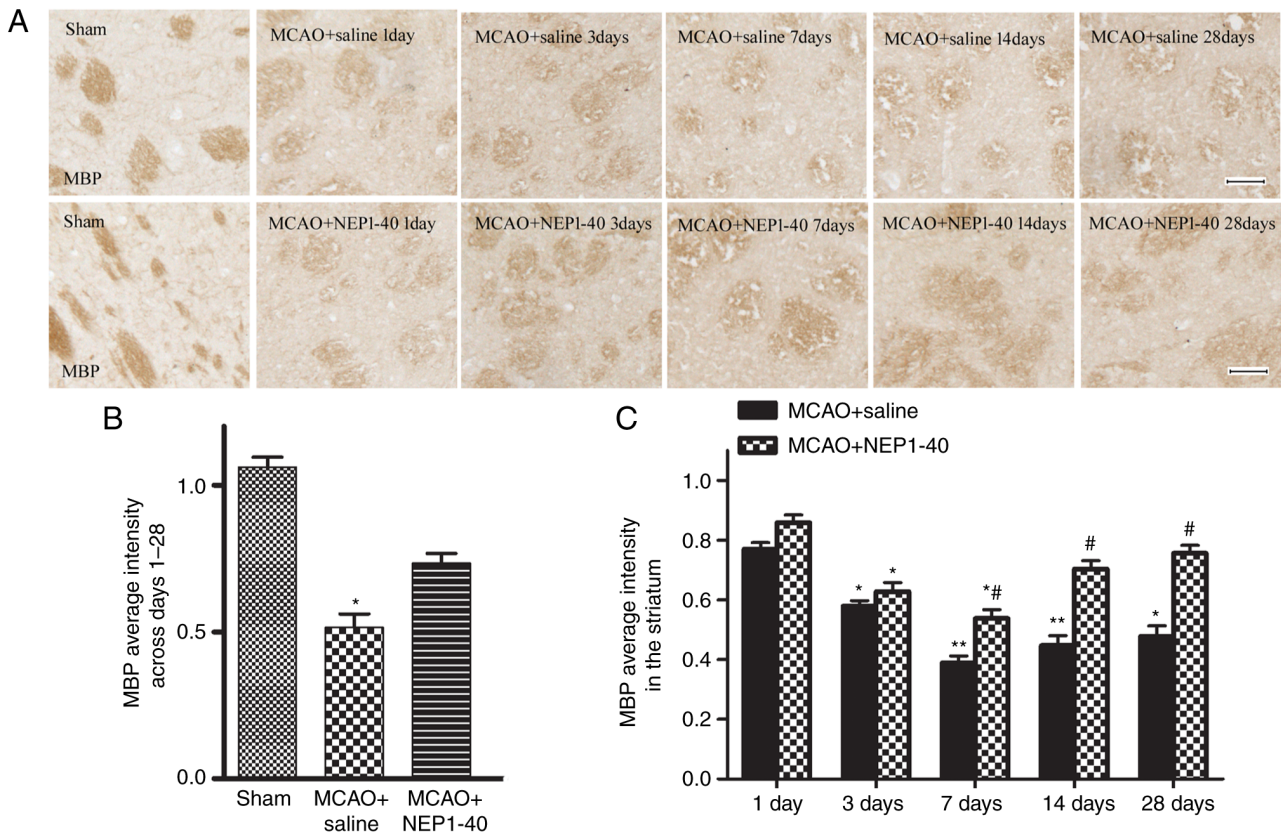 A
Sham
MBP
MCAO+saline 1day
MCAO+saline 3days
MCAO+saline 7days
MCAO+saline 14days
MCAO+saline 28days
Sham
MBP
MCAO+NEP1-40 1day
MCAO+NEP1-40 3days
MCAO+NEP1-40 7days
MCAO+NEP1-40 14days
MCAO+NEP1-40 28days
B
MBP average intensity
across days 1–28
1.0
0.5
0.0
*
Sham
MCAO+
saline
MCAO+
NEP1-40
C
MCAO+saline
MCAO+NEP1-40
MBP average intensity
in the striatum
1.0
0.8
0.6
0.4
0.2
0.0
*
*
**
*#
**
#
*
#
1 day
3 days
7 days
14 days
28 days